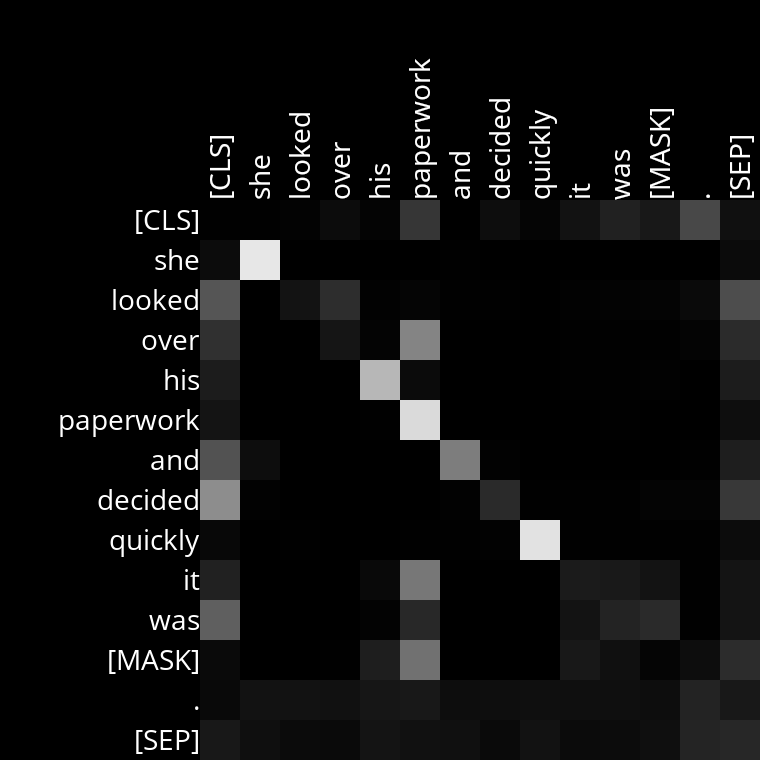 [CLS] she looked over his paperwork and decided quickly it was [MASK] . [SEP]
[CLS]
she
looked
over
his
paperwork
and
decided
quickly
it
was
[MASK]
.
[SEP]